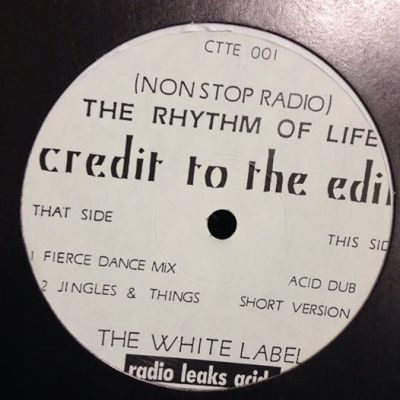 CTTE 001
(NON STOP RADIO)
THE RHYTHM OF LIFE
credit to the edi
THAT SIDE THIS SID
1 FIERCE DANCE MIX ACID DUB
2 JINGLES & THINGS SHORT VERSION
THE WHITE LABEL
radio leaks acid